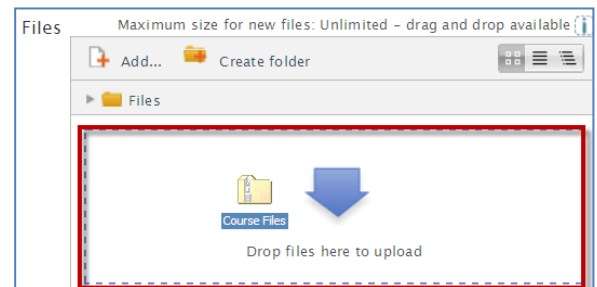 Files Maximum size for new files: Unlimited – drag and drop available
Add... Create folder
Files
Course Files
Drop files here to upload